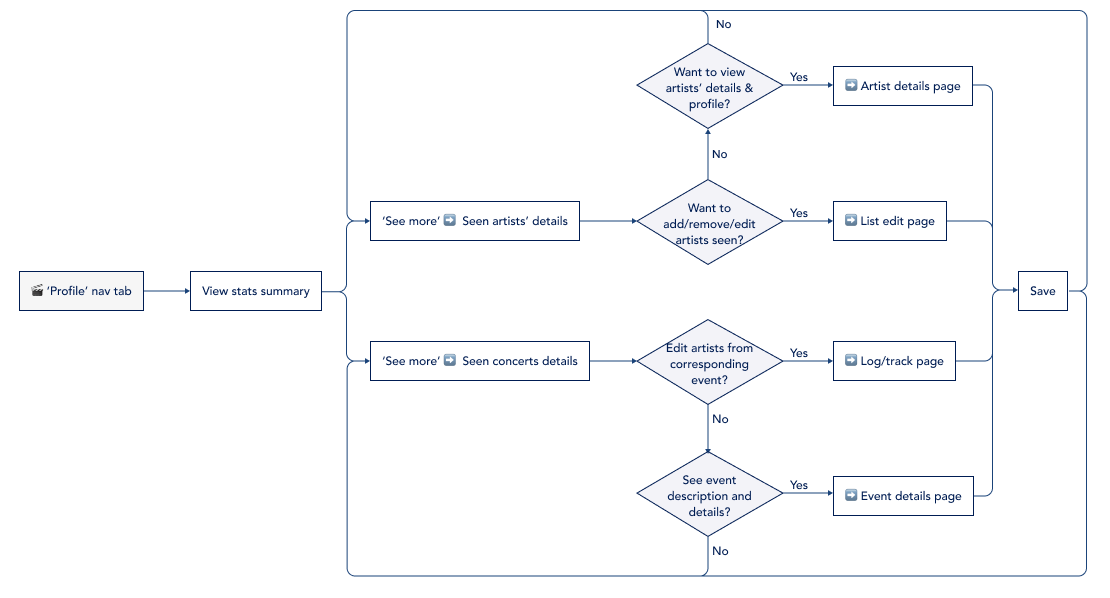 No
Want to view
artists’ details &
profile?
Yes
➡️ Artist details page
No
‘See more’ ➡️ Seen artists’ details
Want to
add/remove/edit
artists seen?
Yes
➡️ List edit page
🎬 ‘Profile’ nav tab
View stats summary
Save
‘See more’ ➡️ Seen concerts details
Edit artists from
corresponding
event?
Yes
➡️ Log/track page
No
See event
description and
details?
Yes
➡️ Event details page
No